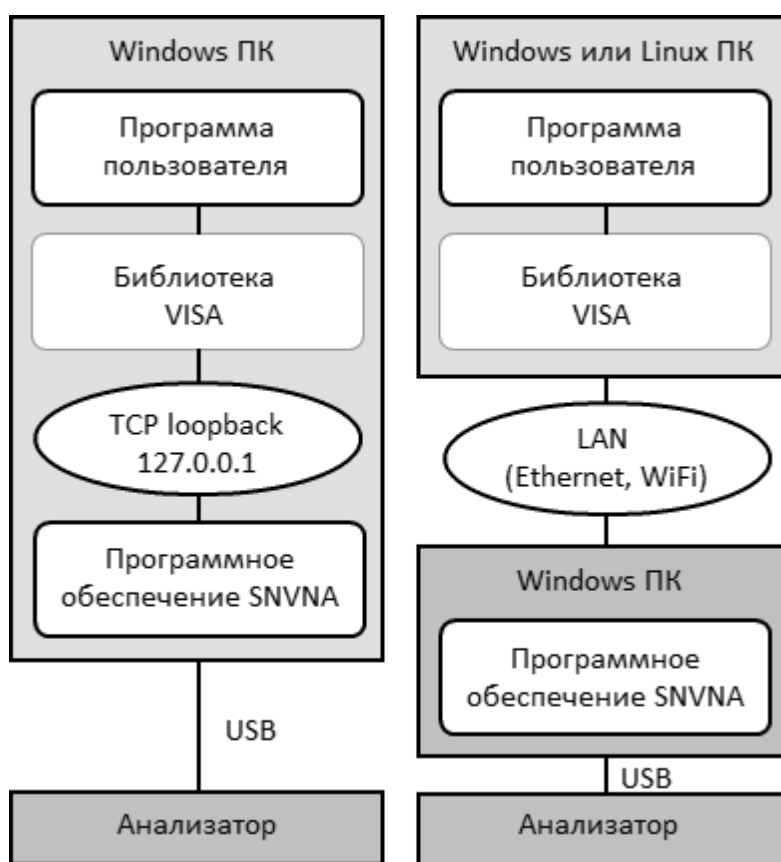 Windows ПК
Программа
пользователя
Библиотека
VISA
TCP loopback
127.0.0.1
Программное
обеспечение SNVNA
USB
Анализатор
Windows или Linux ПК
Программа
пользователя
Библиотека
VISA
LAN
(Ethernet, WiFi)
Windows ПК
Программное
обеспечение SNVNA
USB
Анализатор